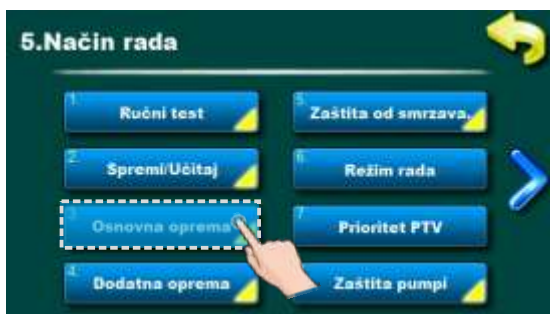 5.Način rada
1. Ručni test
2. Spremi/Učitaj
3. Osnovna oprema
4. Dodatna oprema
5. Zaštita od smrzava.
6. Režim rada
7. Prioritet PTV
Zaštita pumpi